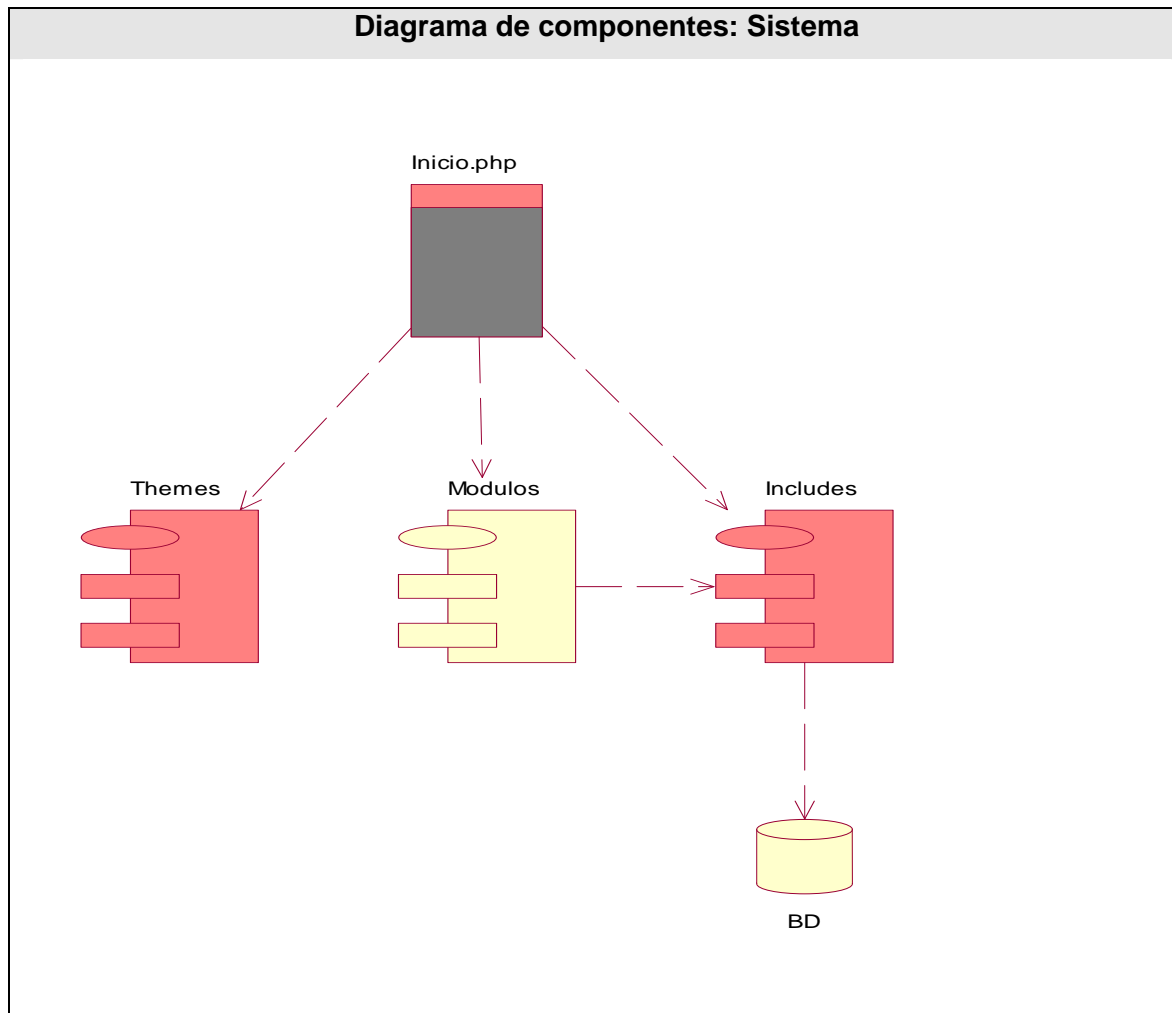 Diagrama de componentes: Sistema
Inicio.php
Themes
Modulos
Includes
BD